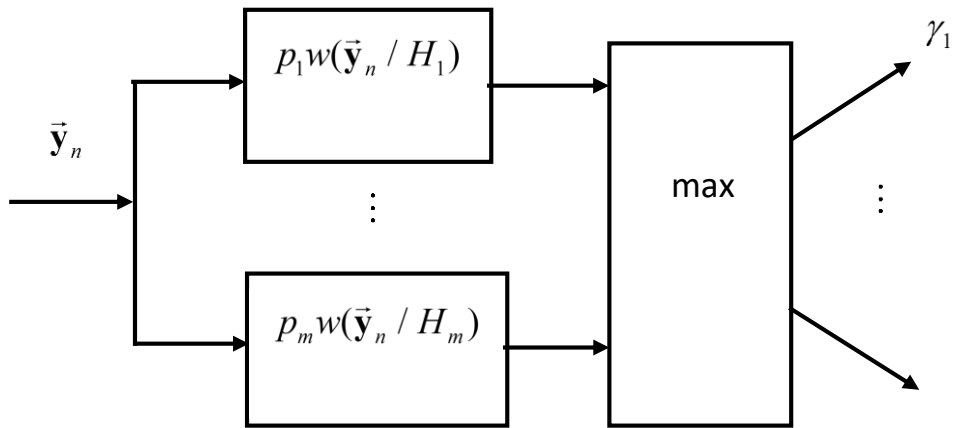 γ₁
p₁w(y⃗ₙ / H₁)
y⃗ₙ
⋮
max
⋮
pₘw(y⃗ₙ / Hₘ)